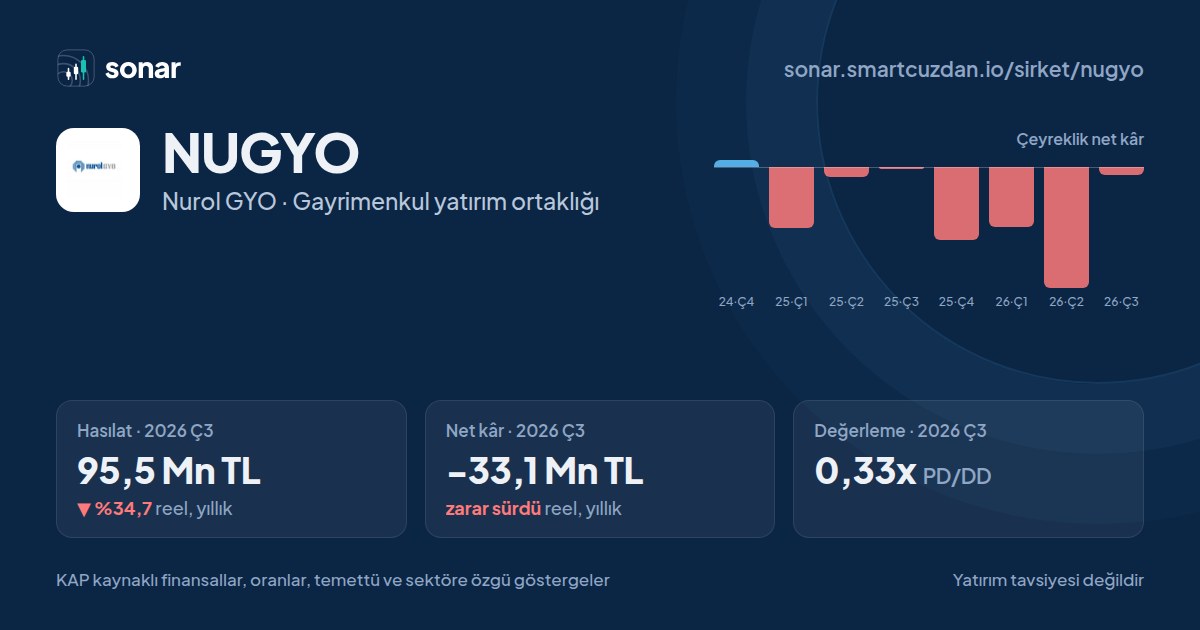 sonar
sonar.smartcuzdan.io/sirket/nugyo
nurolGYO
NUGYO
Nurol GYO · Gayrimenkul yatırım ortaklığı
Çeyreklik net kâr
24·Ç4 25·Ç1 25·Ç2 25·Ç3 25·Ç4 26·Ç1 26·Ç2 26·Ç3
Hasılat · 2026 Ç3
95,5 Mn TL
▼ %34,7 reel, yıllık
Net kâr · 2026 Ç3
−33,1 Mn TL
zarar sürdü reel, yıllık
Değerleme · 2026 Ç3
0,33x PD/DD
KAP kaynaklı finansallar, oranlar, temettü ve sektöre özgü göstergeler
Yatırım tavsiyesi değildir